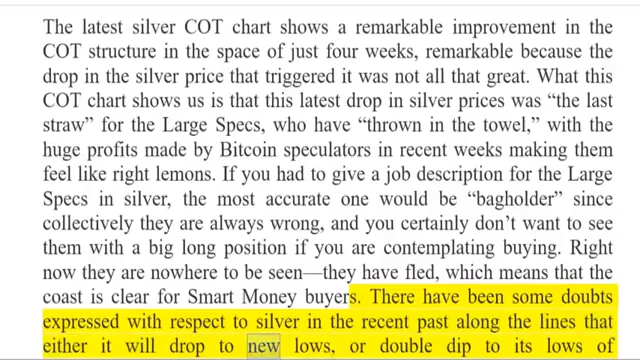 The latest silver COT chart shows a remarkable improvement in the
COT structure in the space of just four weeks, remarkable because the
drop in the silver price that triggered it was not all that great. What this
COT chart shows us is that this latest drop in silver prices was “the last
straw” for the Large Specs, who have “thrown in the towel,” with the
huge profits made by Bitcoin speculators in recent weeks making them
feel like right lemons. If you had to give a job description for the Large
Specs in silver, the most accurate one would be “bagholder” since
collectively they are always wrong, and you certainly don’t want to see
them with a big long position if you are contemplating buying. Right
now they are nowhere to be seen—they have fled, which means that the
coast is clear for Smart Money buyers. There have been some doubts
expressed with respect to silver in the recent past along the lines that
either it will drop to new lows, or double dip to its lows of